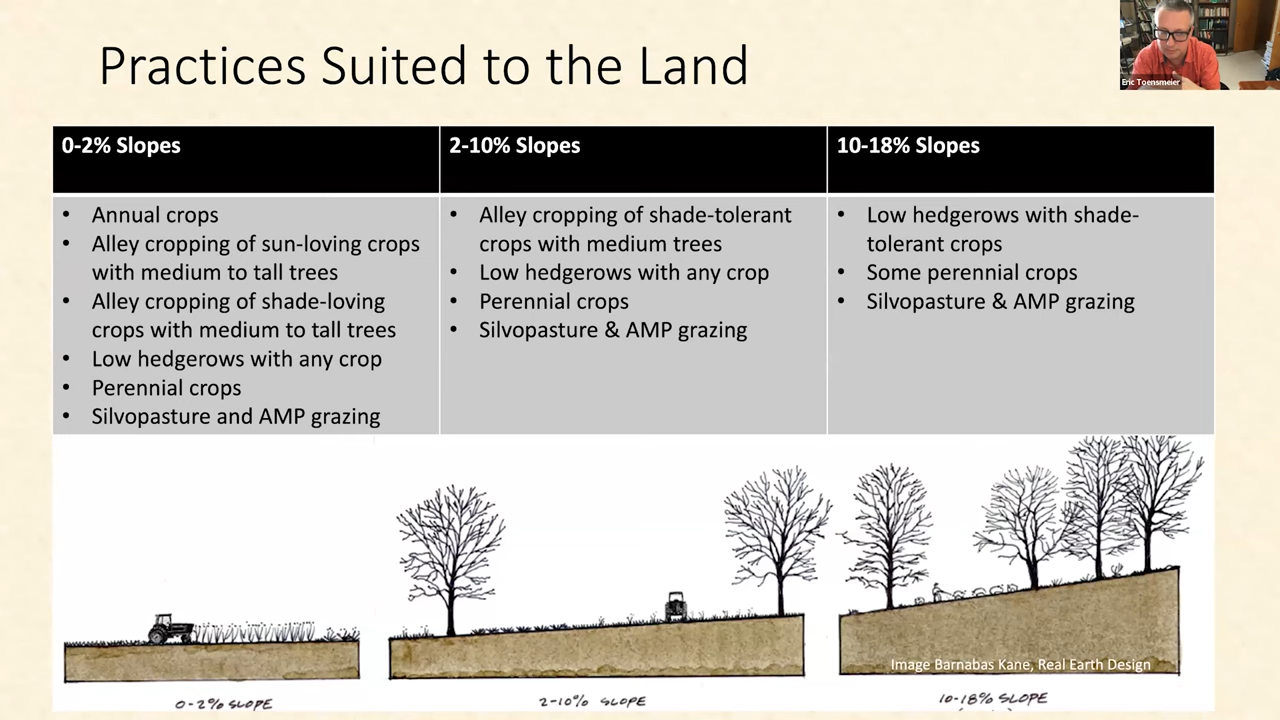 Practices Suited to the Land
Eric Toensmeier
0-2% Slopes
• Annual crops
• Alley cropping of sun-loving crops
with medium to tall trees
• Alley cropping of shade-loving
crops with medium to tall trees
• Low hedgerows with any crop
• Perennial crops
• Silvopasture and AMP grazing
2-10% Slopes
• Alley cropping of shade-tolerant
crops with medium trees
• Low hedgerows with any crop
• Perennial crops
• Silvopasture & AMP grazing
10-18% Slopes
• Low hedgerows with shade-
tolerant crops
• Some perennial crops
• Silvopasture & AMP grazing
Image Barnabas Kane, Real Earth Design
0-2% SLOPE
2-10% SLOPE
10-18% SLOPE